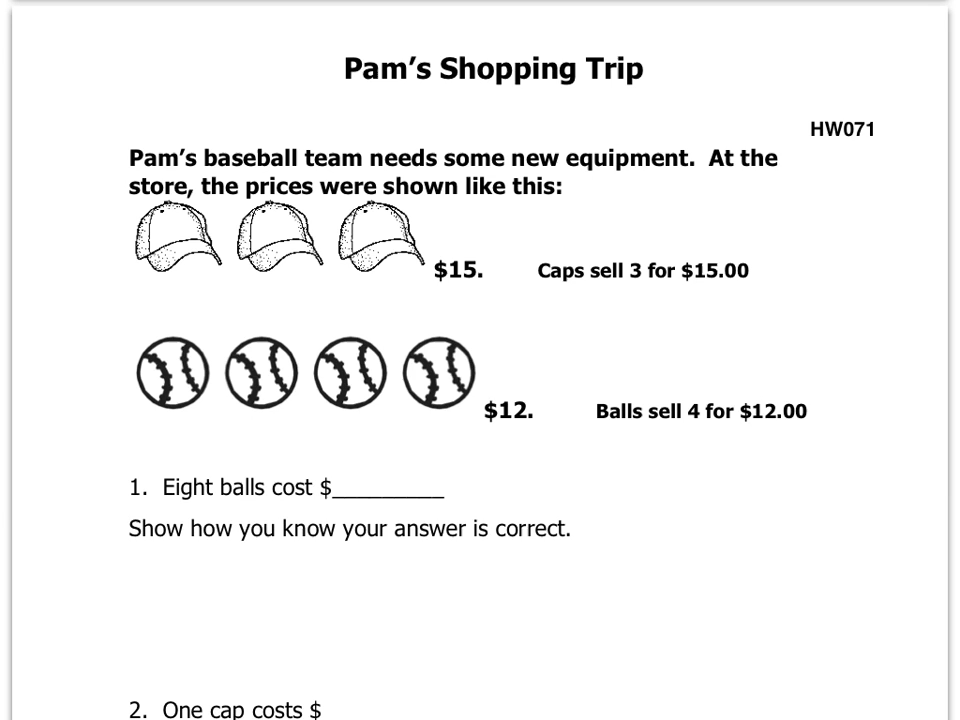 Pam’s Shopping Trip
HW071
Pam’s baseball team needs some new equipment.  At the
store, the prices were shown like this:
$15. Caps sell 3 for $15.00
$12. Balls sell 4 for $12.00
1.  Eight balls cost $_________
Show how you know your answer is correct.
2.  One cap costs $